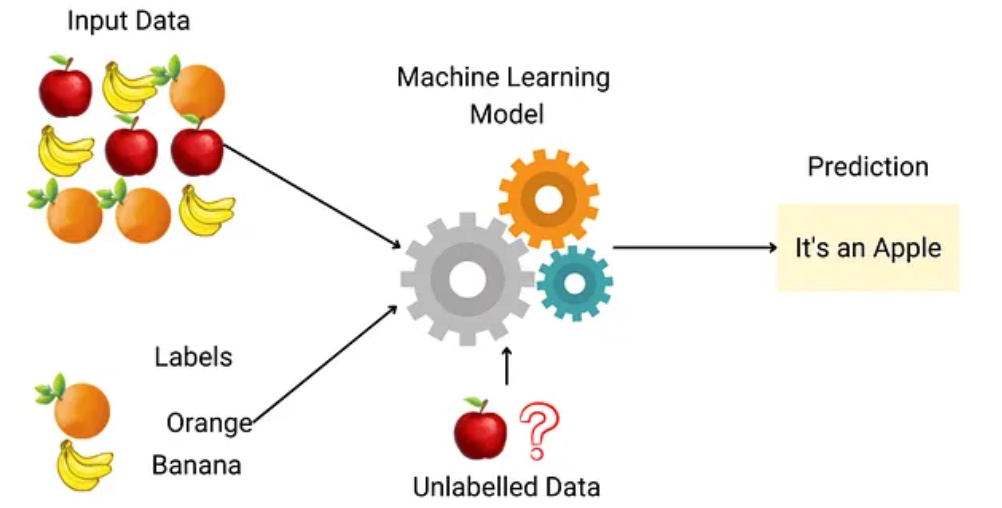 Input Data
Machine Learning
Model
Prediction
It's an Apple
Labels
Orange
Banana
?
Unlabelled Data